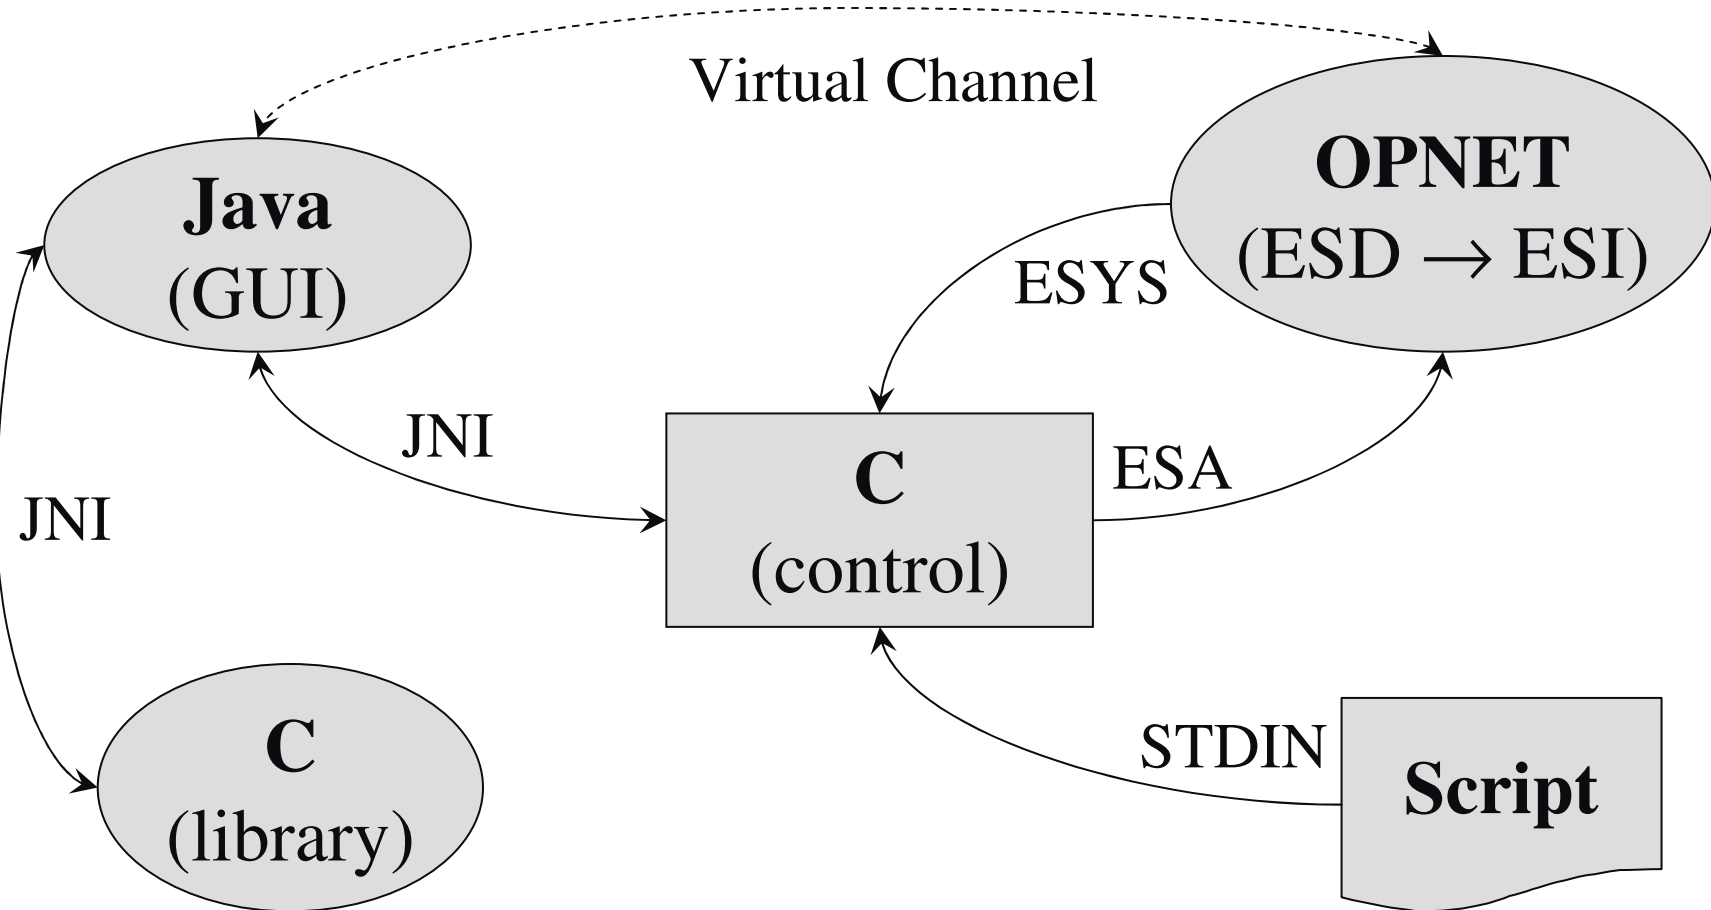 Virtual Channel
OPNET
(ESD → ESI)
Java
(GUI)
ESYS
JNI
C
(control)
ESA
JNI
C
(library)
STDIN
Script